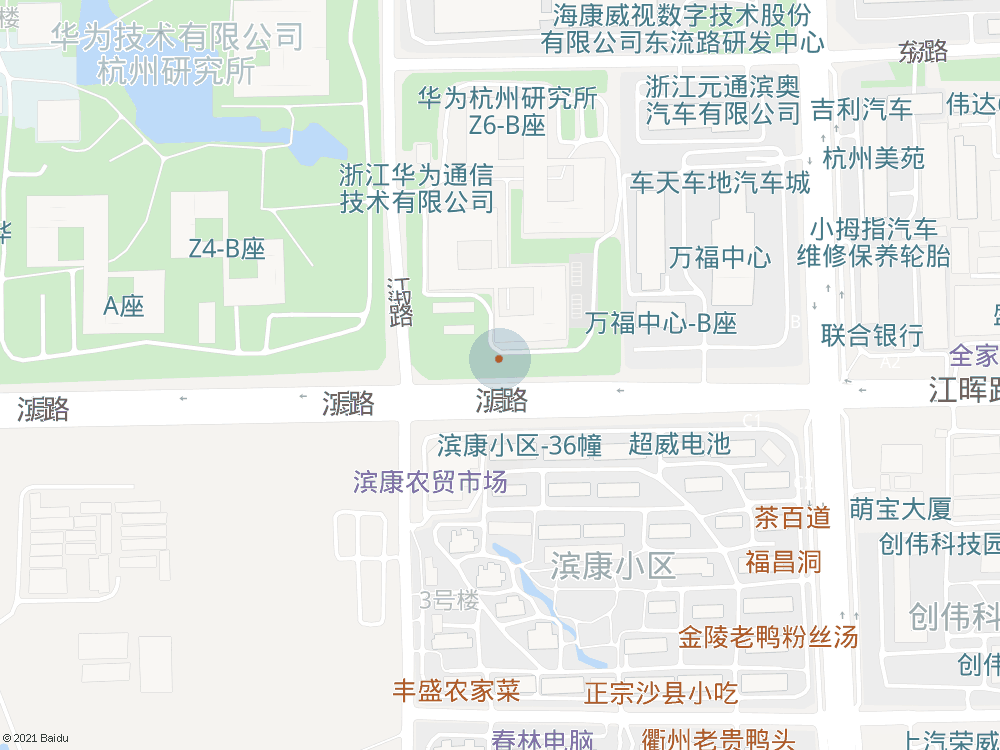 楼
海康威视数字技术股份
有限公司东流路研发中心
华为技术有限公司
杭州研究所
东流路
华为杭州研究所
Z6-B座
浙江元通滨奥
汽车有限公司
吉利汽车
杭州美苑
浙江华为通信
技术有限公司
车天车地汽车城
小拇指汽车
维修保养轮胎
Z4-B座
万福中心
A座
江淑路
万福中心-B座
B
联合银行
全家
A2
江晖路
滨康小区-36幢
超威电池
C1
滨康农贸市场
茶百道
萌宝大厦
创伟科技园
福昌洞
滨康小区
3号楼
创伟科
金陵老鸭粉丝汤
创伟
丰盛农家菜
正宗沙县小吃
春林电脑
衢州老贵鸭头
上汽荣威
© 2021 Baidu